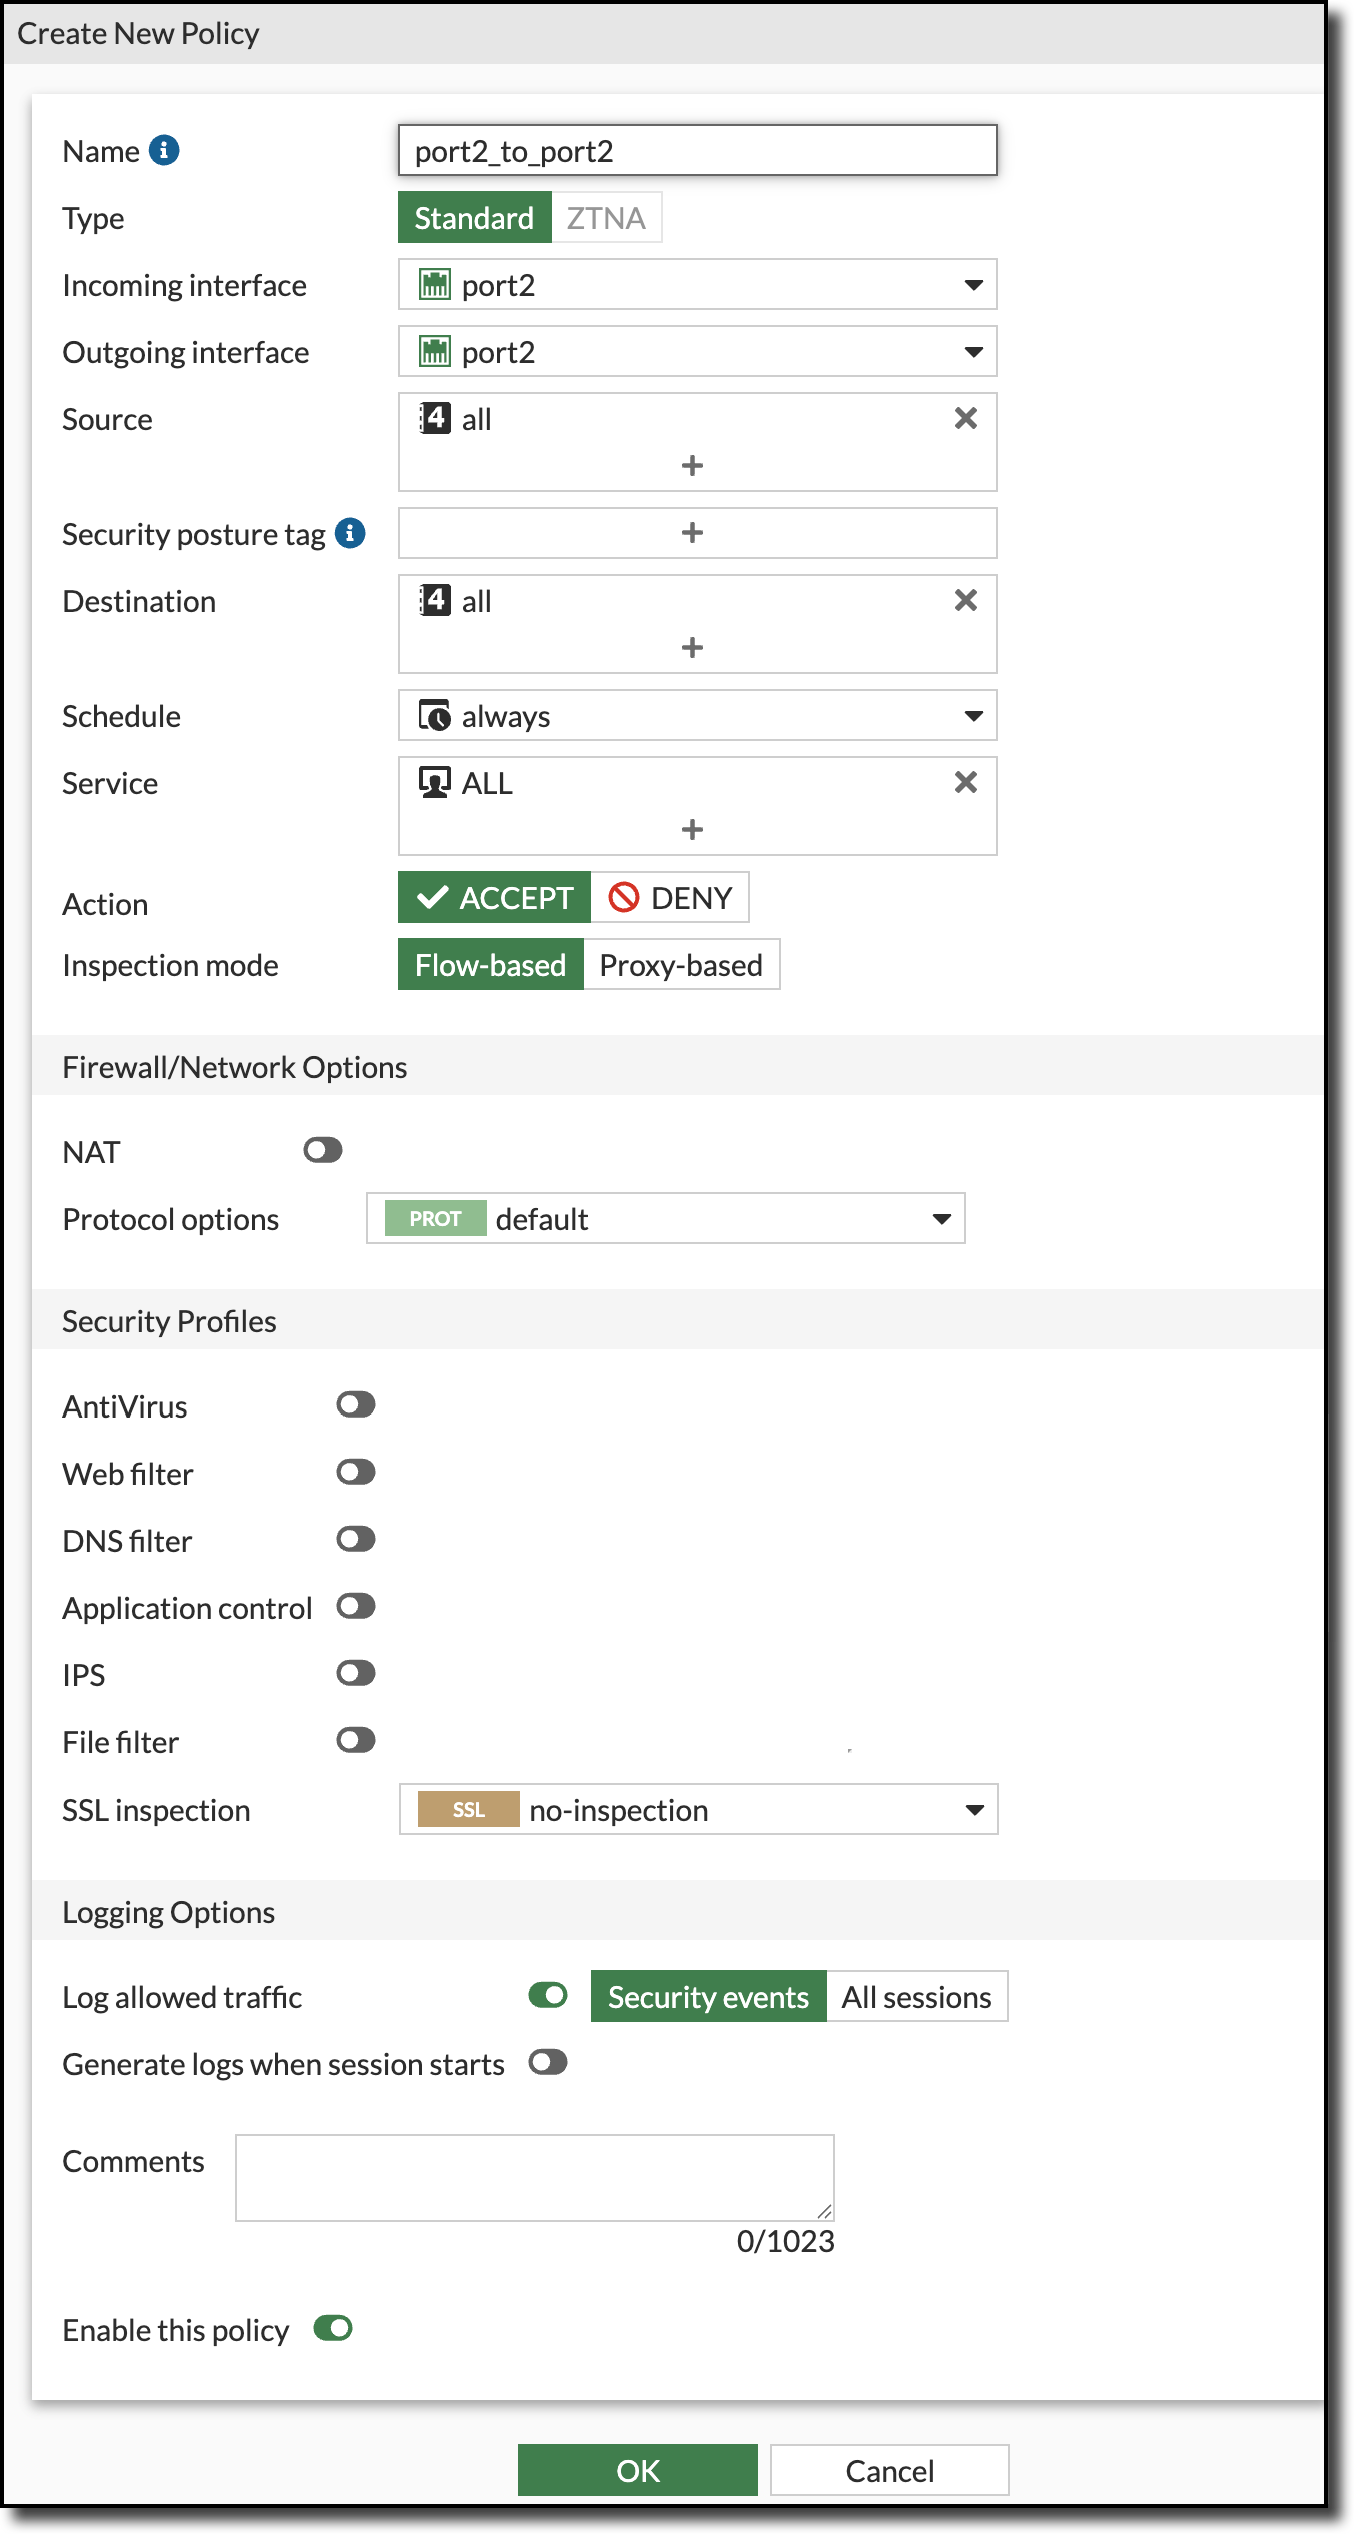 Create New Policy
Name port2_to_port2
Type Standard ZTNA
Incoming interface port2
Outgoing interface port2
Source 4 all
Security posture tag
Destination 4 all
Schedule always
Service ALL
Action ACCEPT DENY
Inspection mode Flow-based Proxy-based
Firewall/Network Options
NAT
Protocol options PROT default
Security Profiles
AntiVirus
Web filter
DNS filter
Application control
IPS
File filter
SSL inspection SSL no-inspection
Logging Options
Log allowed traffic Security events All sessions
Generate logs when session starts
Comments
0/1023
Enable this policy
OK Cancel